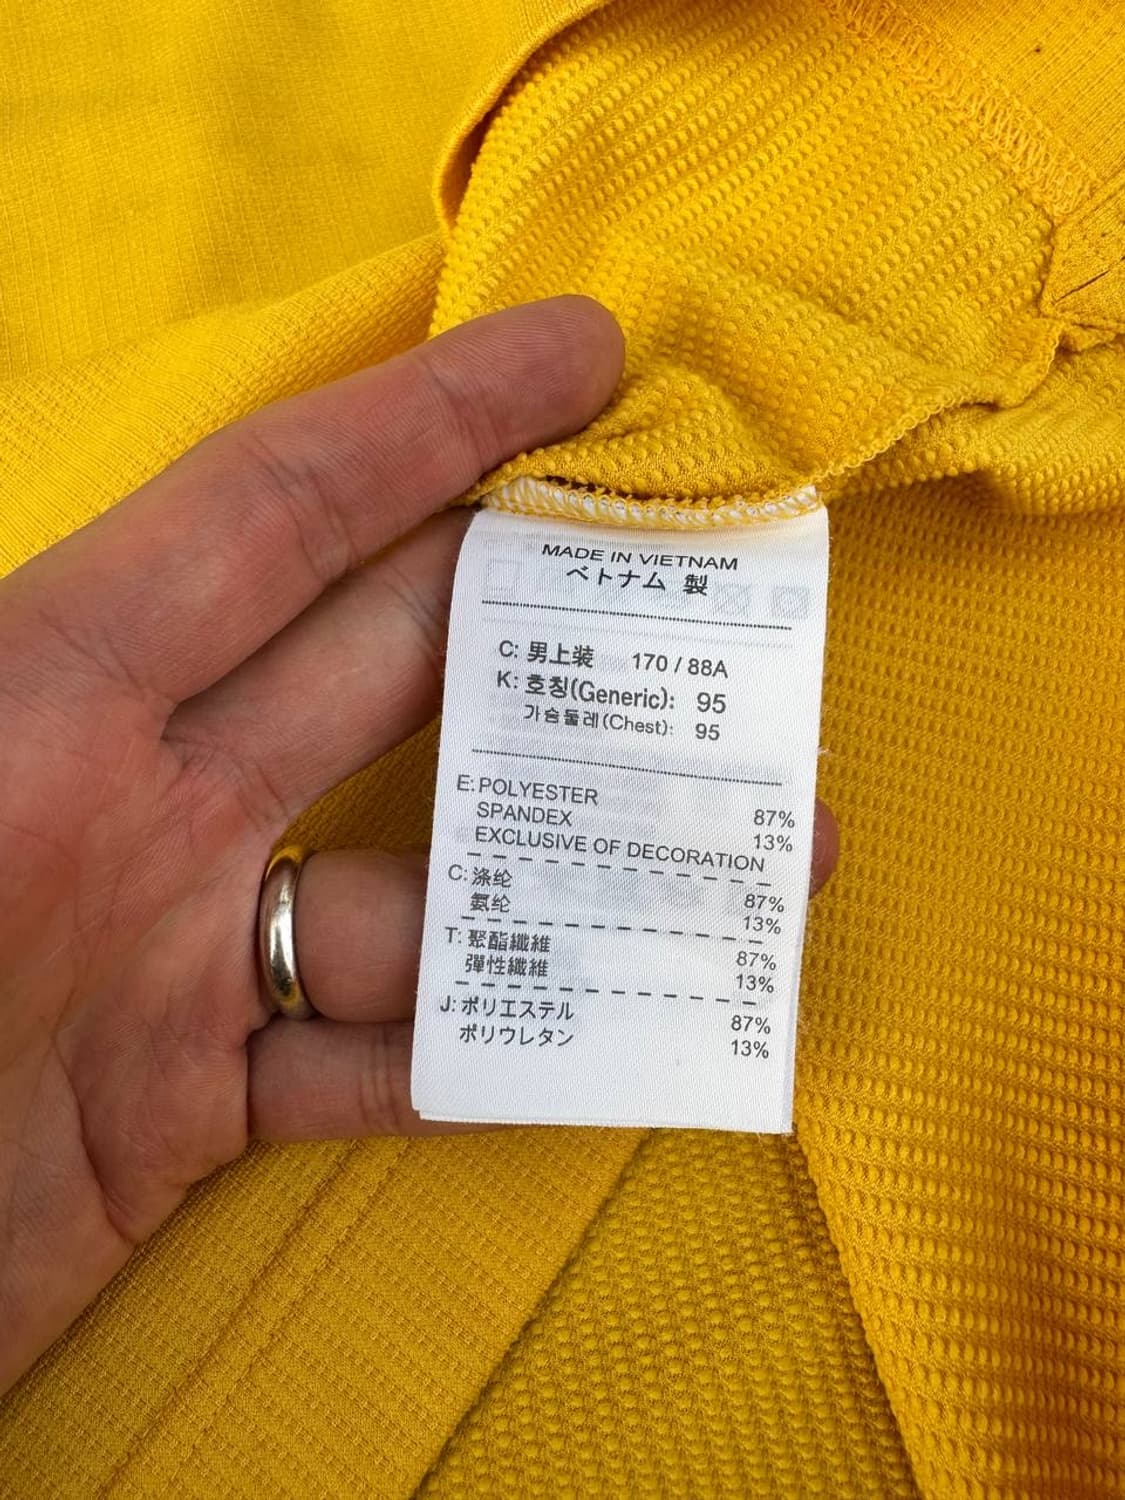 MADE IN VIETNAM
ベトナム 製
C: 男上装 170 / 88A
K: 호칭(Generic): 95
가슴둘레(Chest): 95
E: POLYESTER 87%
SPANDEX 13%
EXCLUSIVE OF DECORATION
C: 涤纶 87%
氨纶 13%
T: 聚酯纖維 87%
彈性纖維 13%
J: ポリエステル 87%
ポリウレタン 13%